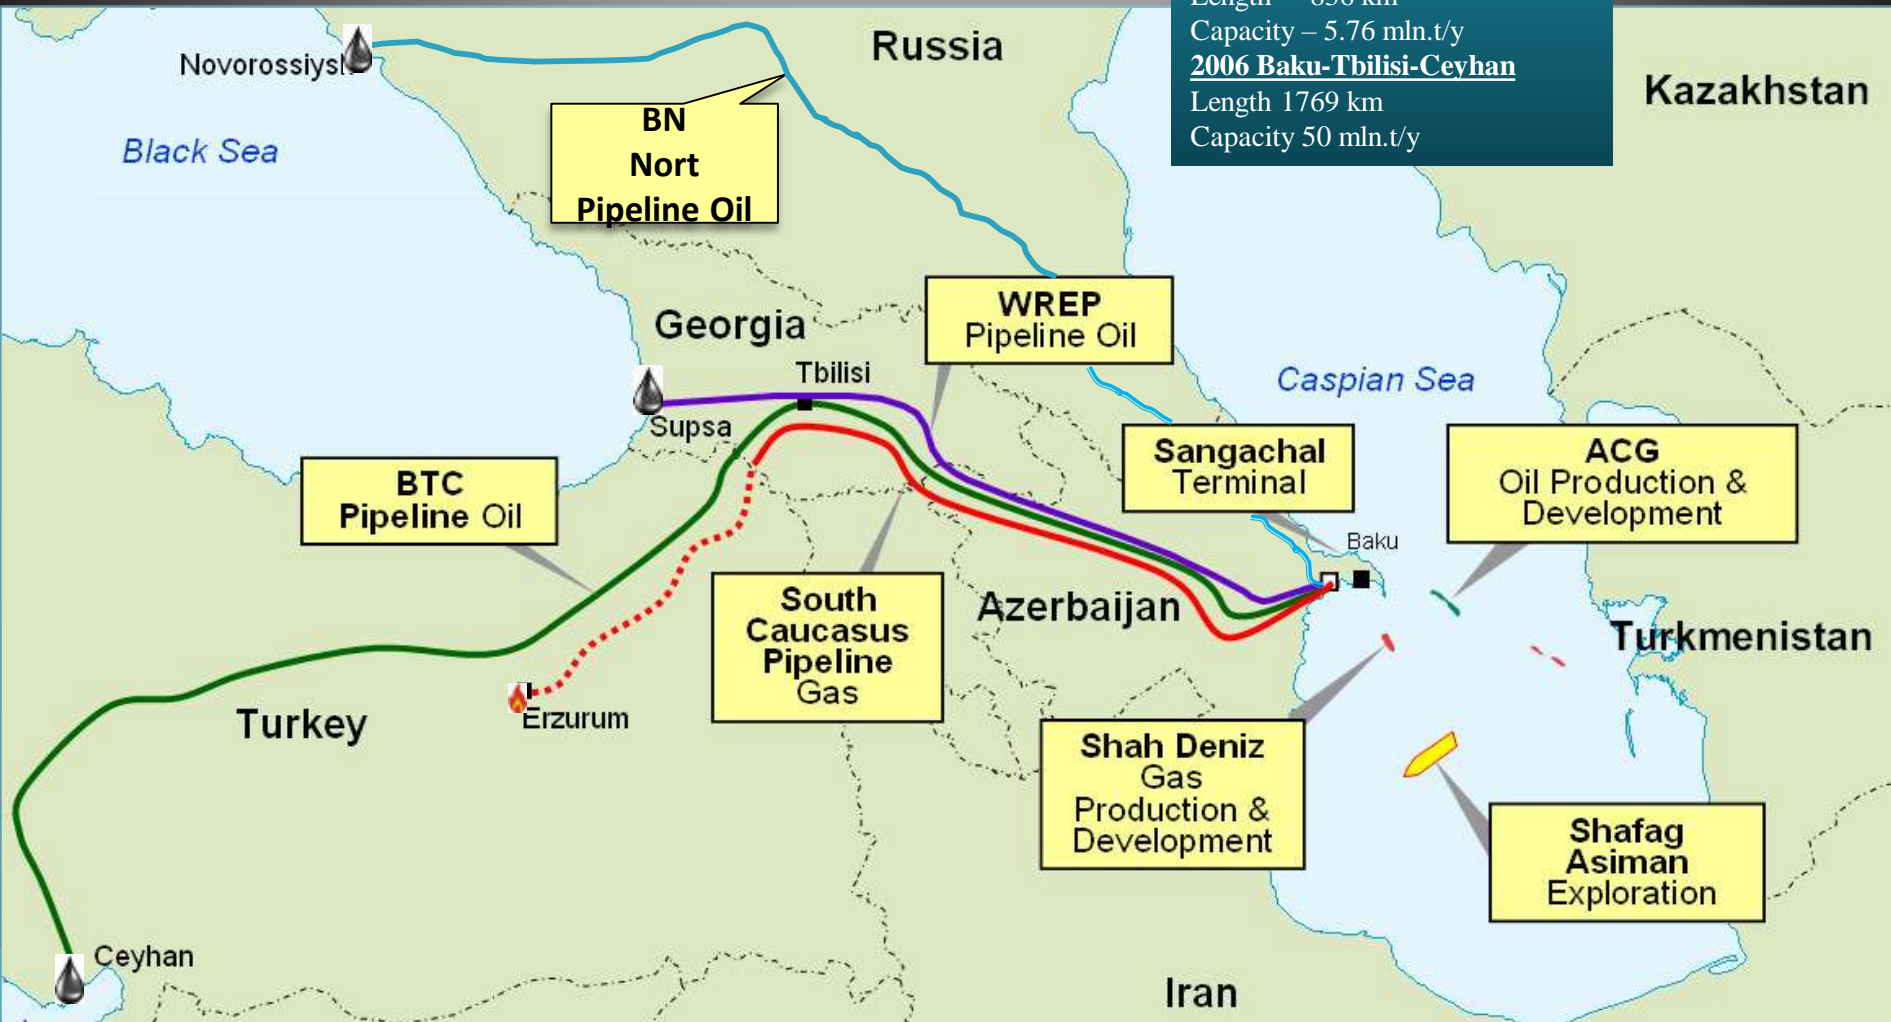 Capacity – 5.76 mln.t/y
2006 Baku-Tbilisi-Ceyhan
Length 1769 km
Capacity 50 mln.t/y
Russia
Kazakhstan
Novorossiysk
Black Sea
BN
Nort
Pipeline Oil
WREP
Pipeline Oil
Georgia
Tbilisi
Supsa
Caspian Sea
BTC
Pipeline Oil
Sangachal
Terminal
ACG
Oil Production &
Development
Baku
South
Caucasus
Pipeline
Gas
Azerbaijan
Turkmenistan
Turkey
Erzurum
Shah Deniz
Gas
Production &
Development
Shafag
Asiman
Exploration
Ceyhan
Iran